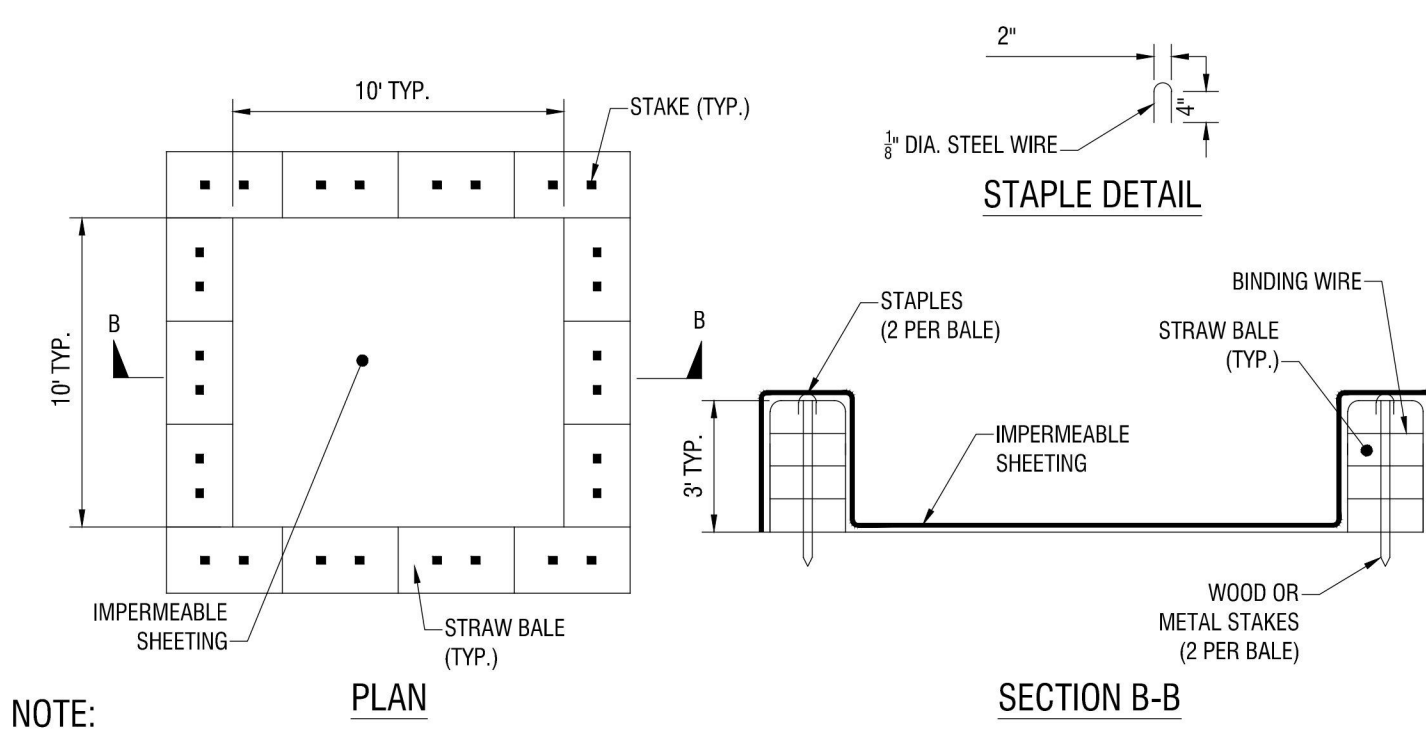 2"
10' TYP.
STAKE (TYP.)
4"
1/8" DIA. STEEL WIRE
STAPLE DETAIL
B
B
10' TYP.
STAPLES
(2 PER BALE)
BINDING WIRE
STRAW BALE
(TYP.)
3' TYP.
IMPERMEABLE
SHEETING
IMPERMEABLE
SHEETING
STRAW BALE
(TYP.)
WOOD OR
METAL STAKES
(2 PER BALE)
PLAN
SECTION B-B
NOTE: